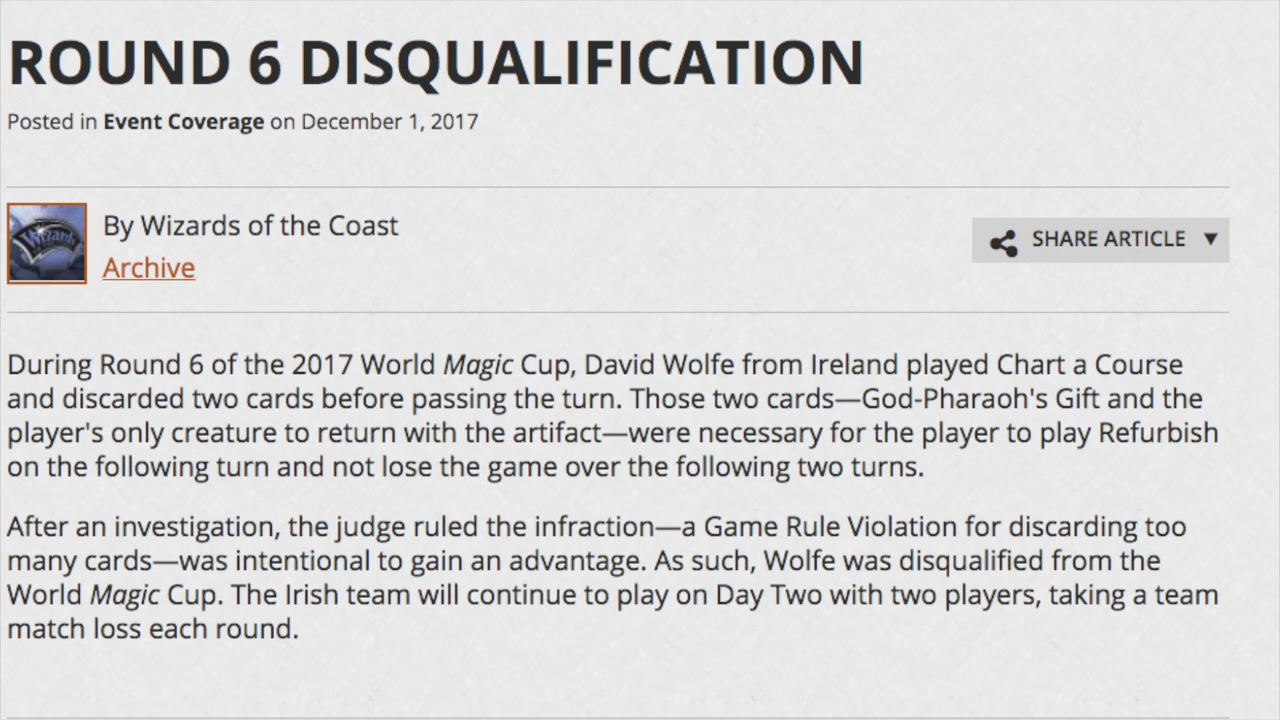 ROUND 6 DISQUALIFICATION
Posted in Event Coverage on December 1, 2017
Wizards
By Wizards of the Coast
Archive
SHARE ARTICLE ▼
During Round 6 of the 2017 World Magic Cup, David Wolfe from Ireland played Chart a Course
and discarded two cards before passing the turn. Those two cards—God-Pharaoh's Gift and the
player's only creature to return with the artifact—were necessary for the player to play Refurbish
on the following turn and not lose the game over the following two turns.
After an investigation, the judge ruled the infraction—a Game Rule Violation for discarding too
many cards—was intentional to gain an advantage. As such, Wolfe was disqualified from the
World Magic Cup. The Irish team will continue to play on Day Two with two players, taking a team
match loss each round.